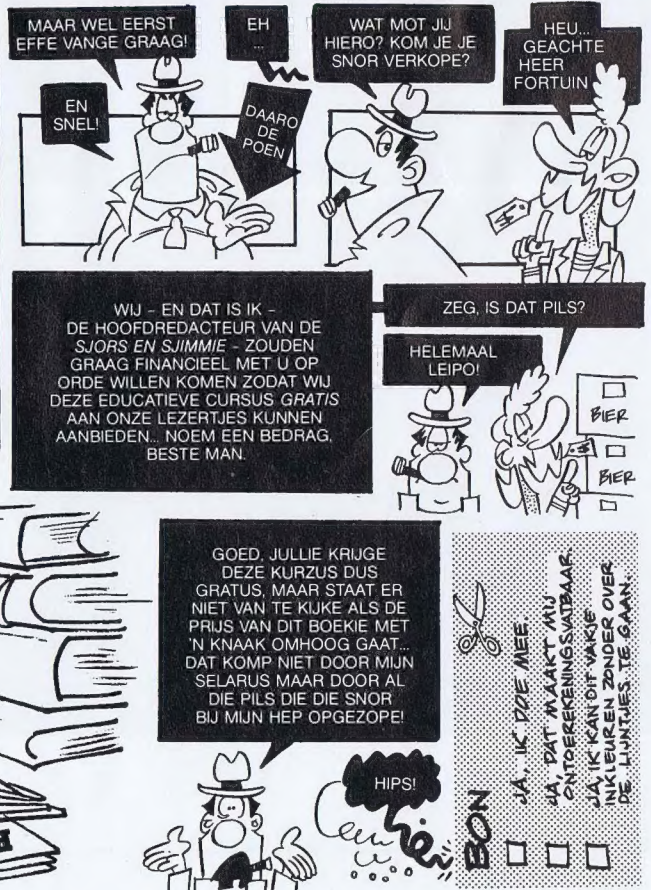 MAAR WEL EERST
EFFE VANGE GRAAG!
EH
...
EN
SNEL!
DAARO
DE
POEN
WAT MOT JIJ
HIERO? KOM JE JE
SNOR VERKOPE?
HEU...
GEACHTE
HEER
FORTUIN
WIJ – EN DAT IS IK –
DE HOOFDREDACTEUR VAN DE
SJORS EN SJIMMIE – ZOUDEN
GRAAG FINANCIEEL MET U OP
ORDE WILLEN KOMEN ZODAT WIJ
DEZE EDUCATIEVE CURSUS GRATIS
AAN ONZE LEZERTJES KUNNEN
AANBIEDEN... NOEM EEN BEDRAG,
BESTE MAN.
ZEG, IS DAT PILS?
HELEMAAL
LEIPO!
BIER
BIER
GOED, JULLIE KRIJGE
DEZE KURZUS DUS
GRATUS, MAAR STAAT ER
NIET VAN TE KIJKE ALS DE
PRIJS VAN DIT BOEKIE MET
'N KNAAK OMHOOG GAAT...
DAT KOMP NIET DOOR MIJN
SELARUS MAAR DOOR AL
DIE PILS DIE DIE SNOR
BIJ MIJN HEP OPGEZOPE!
HIPS!
BON
JA, IK DOE MEE
JA, DAT MAAKT MIJ
ONTOEREKENINGSVATBAAR.
JA, IK KAN DIT VAKJE
INKLEUREN ZONDER OVER
DE LIJNTJES TE GAAN.